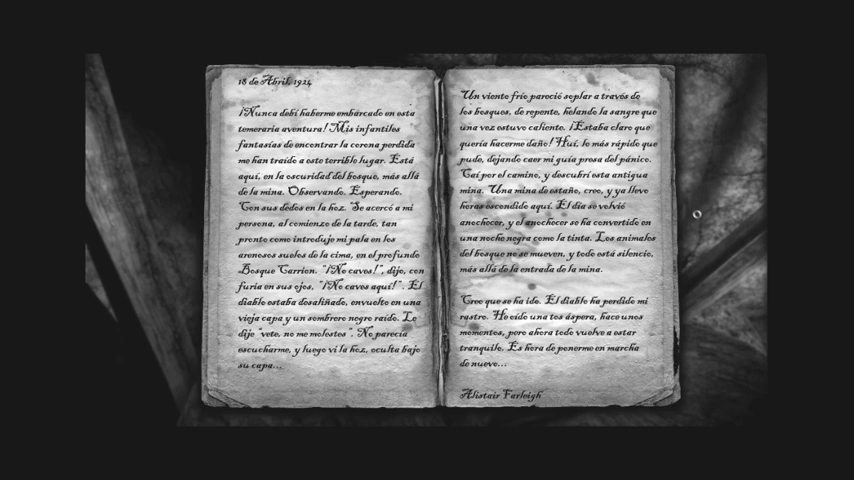 18 de Abril, 1924
¡Nunca debí haberme embarcado en esta
temeraria aventura! Mis infantiles
fantasías de encontrar la corona perdida
me han traído a este terrible lugar. Está
aquí, en la oscuridad del bosque, más allá
de la mina. Observando. Esperando.
Con sus dedos en la hoz. Se acercó a mi
persona, al comienzo de la tarde, tan
pronto como introduje mi pala en los
arenosos suelos de la cima, en el profundo
Bosque Carrion. "¡No caves!", dijo, con
furia en sus ojos, "¡No caves aquí!". El
diablo estaba desaliñado, envuelto en una
vieja capa y un sombrero negro raído. Le
dije "vete, no me molestes". No parecía
escucharme, y luego vi la hoz, oculta bajo
su capa...
Un viento frío pareció soplar a través de
los bosques, de repente, helando la sangre que
una vez estuvo caliente. ¡Estaba claro que
quería hacerme daño! Huí, lo más rápido que
pude, dejando caer mi guía presa del pánico.
Caí por el camino, y descubrí esta antigua
mina. Una mina de estaño, creo, y ya llevo
horas escondido aquí. El día se volvió
anochecer, y el anochecer se ha convertido en
una noche negra como la tinta. Los animales
del bosque no se mueven, y todo está silencio,
más allá de la entrada de la mina.
Creo que se ha ido. El diablo ha perdido mi
rastro. He oído una tos áspera, hace unos
momentos, pero ahora todo vuelve a estar
tranquilo. Es hora de ponerme en marcha
de nuevo...
Alistair Farleigh